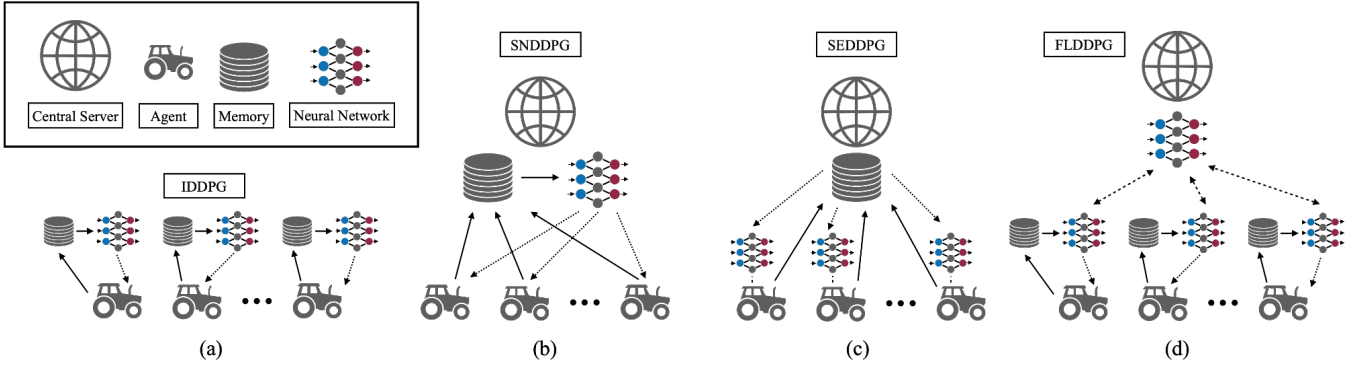 Central Server
Agent
Memory
Neural Network
IDDPG
SNDDPG
SEDDPG
FLDDPG
(a)
(b)
(c)
(d)